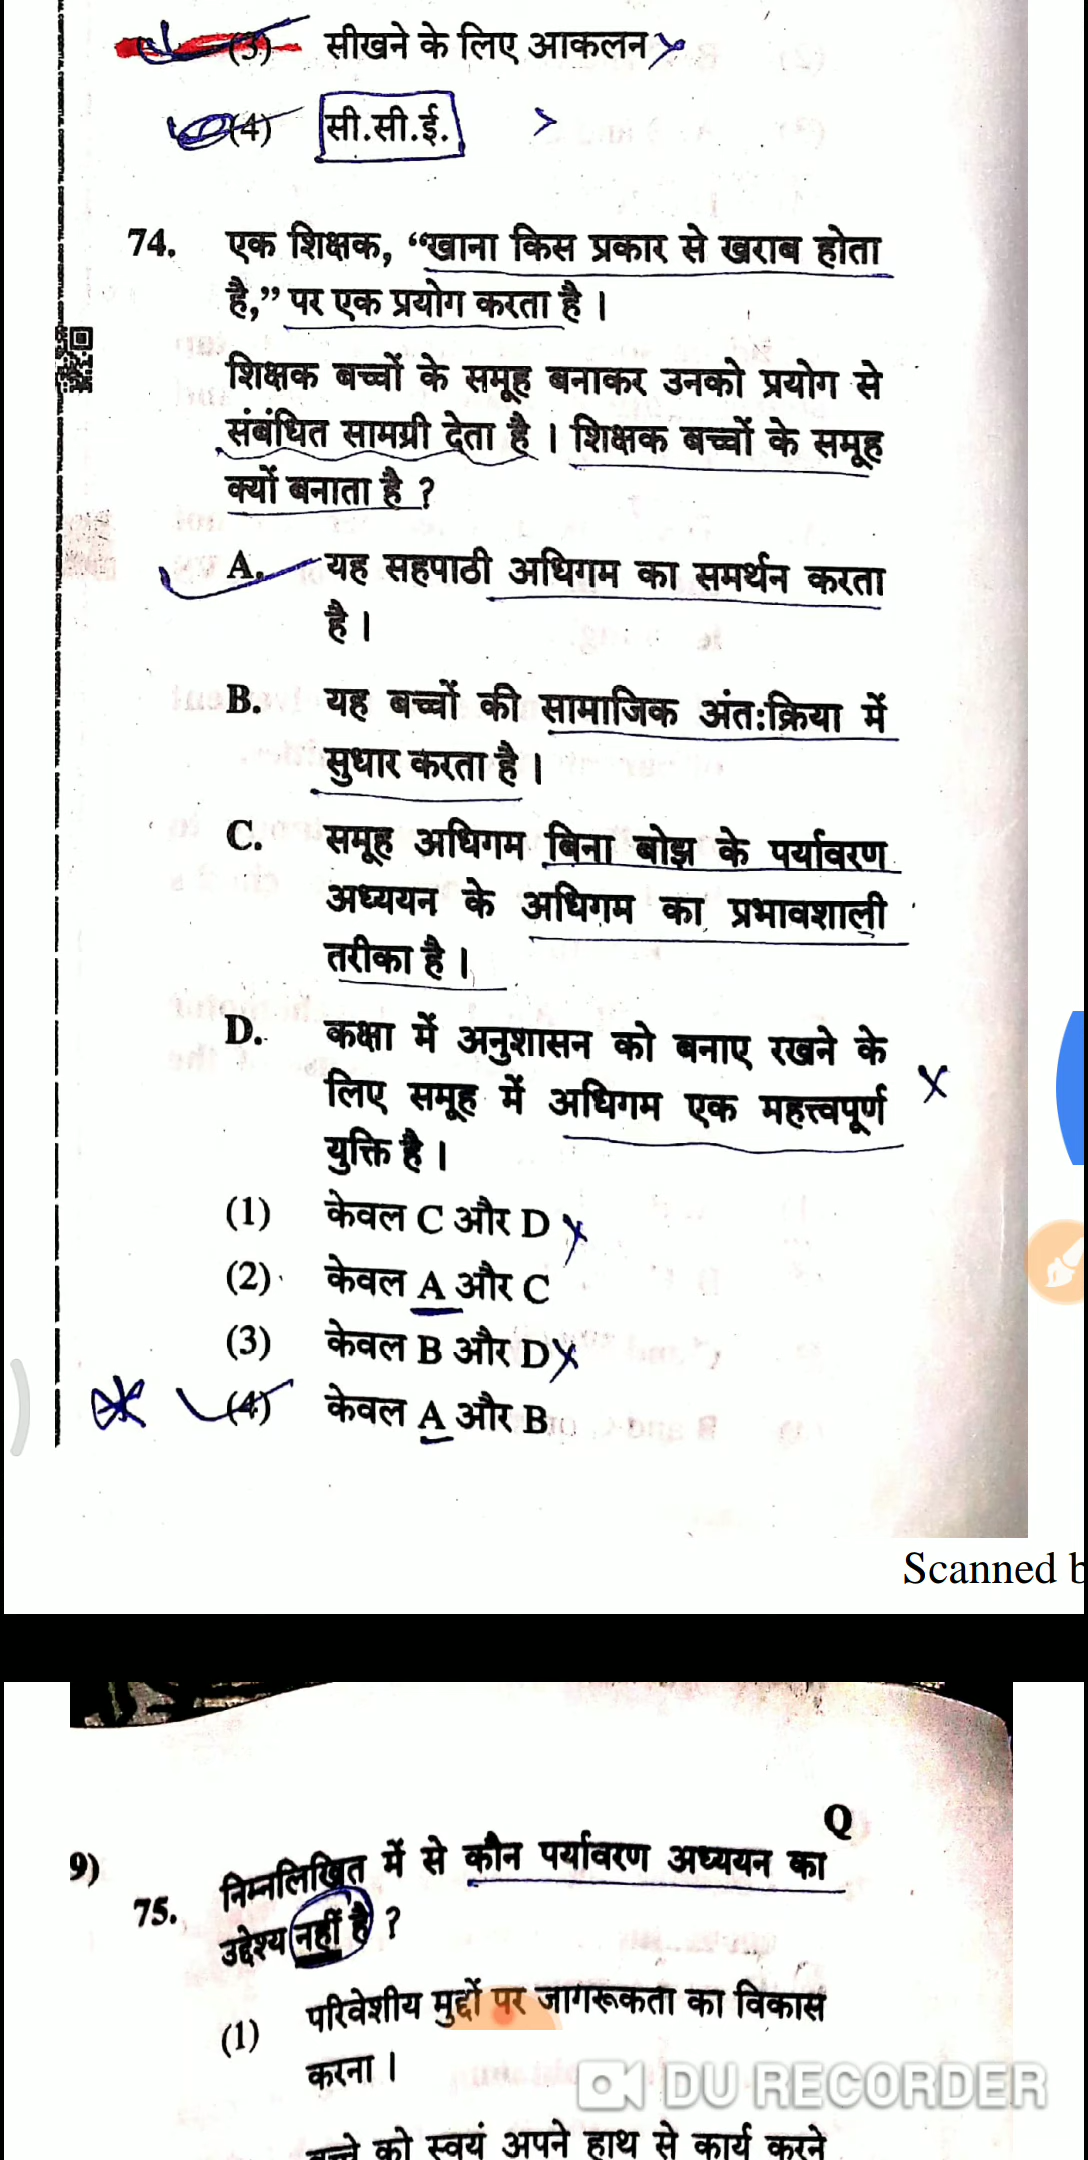 (3) सीखने के लिए आकलन
(4) सी.सी.ई.
74. एक शिक्षक, “खाना किस प्रकार से खराब होता
है,” पर एक प्रयोग करता है ।
शिक्षक बच्चों के समूह बनाकर उनको प्रयोग से
संबंधित सामग्री देता है । शिक्षक बच्चों के समूह
क्यों बनाता है ?
A. यह सहपाठी अधिगम का समर्थन करता
है ।
B. यह बच्चों की सामाजिक अंत:क्रिया में
सुधार करता है ।
C. समूह अधिगम बिना बोझ के पर्यावरण
अध्ययन के अधिगम का प्रभावशाली
तरीका है ।
D. कक्षा में अनुशासन को बनाए रखने के
लिए समूह में अधिगम एक महत्त्वपूर्ण
युक्ति है ।
(1) केवल C और D
(2) केवल A और C
(3) केवल B और D
(4) केवल A और B
Scanned b
Q
9)
75. निम्नलिखित में से कौन पर्यावरण अध्ययन का
उद्देश्य नहीं है ?
(1) परिवेशीय मुद्दों पर जागरूकता का विकास
करना ।
DU RECORDER
को स्वयं अपने हाथ से कार्य करने